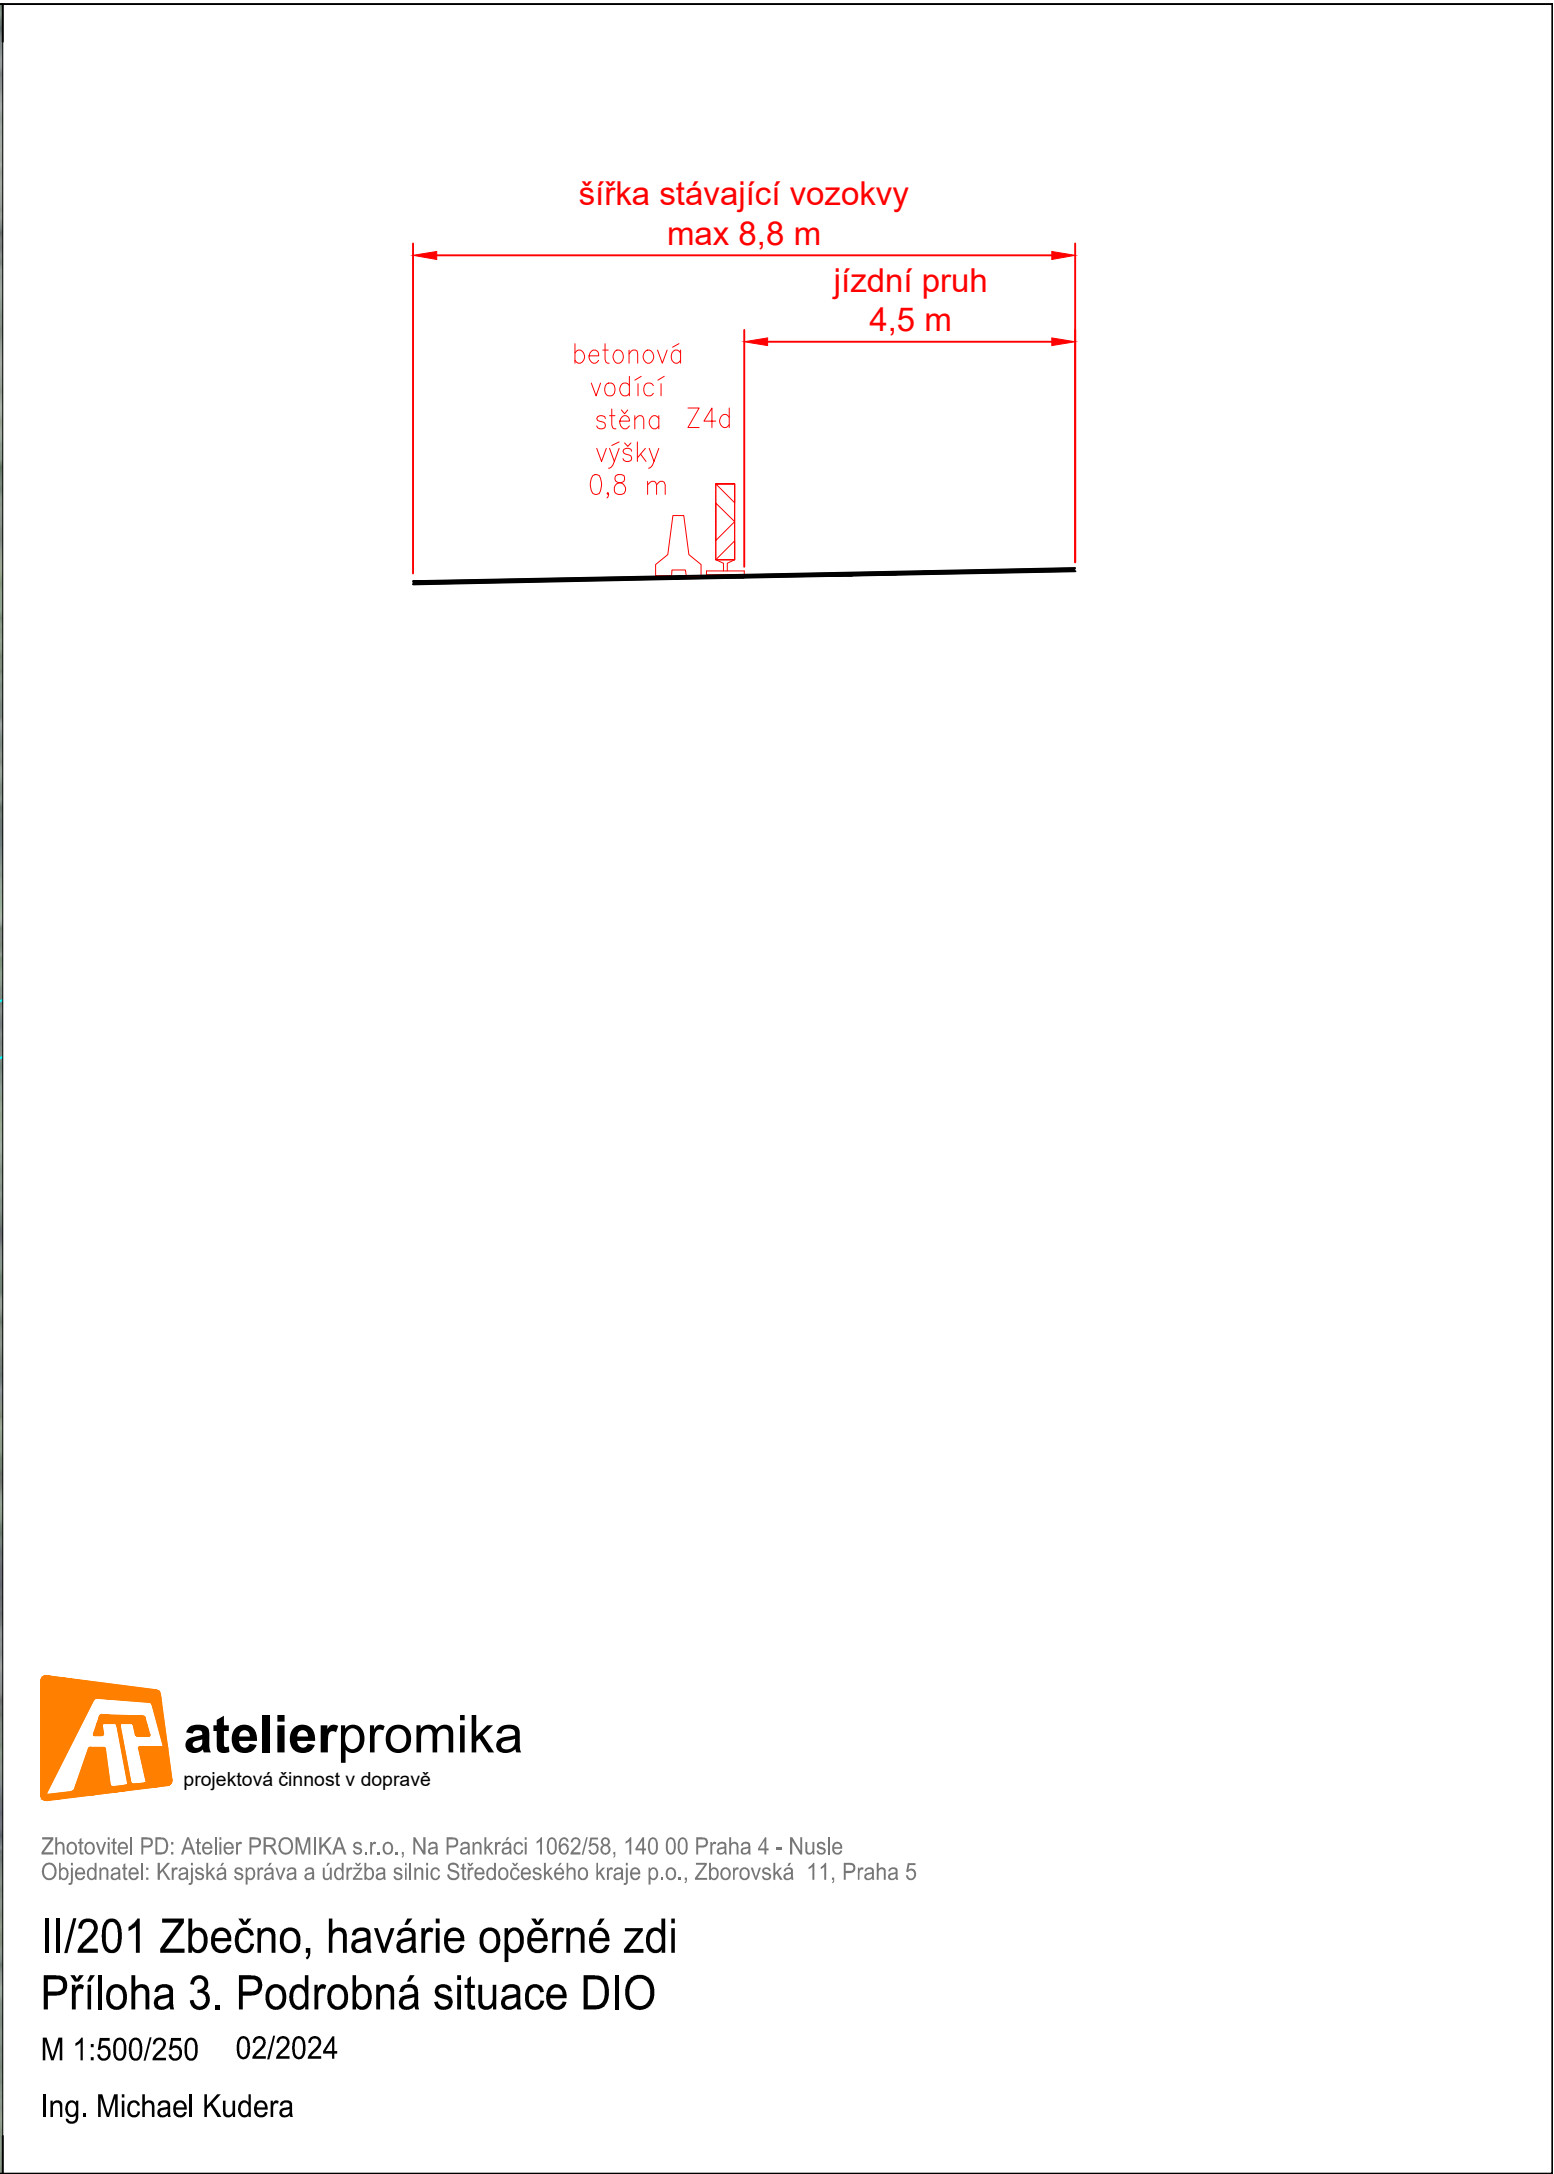 šířka stávající vozokvy
max 8,8 m
jízdní pruh
4,5 m
betonová
vodící
stěna Z4d
výšky
0,8 m
AP
atelierpromika
projektová činnost v dopravě
Zhotovitel PD: Atelier PROMIKA s.r.o., Na Pankráci 1062/58, 140 00 Praha 4 - Nusle
Objednatel: Krajská správa a údržba silnic Středočeského kraje p.o., Zborovská 11, Praha 5
II/201 Zbečno, havárie opěrné zdi
Příloha 3. Podrobná situace DIO
M 1:500/250 02/2024
Ing. Michael Kudera